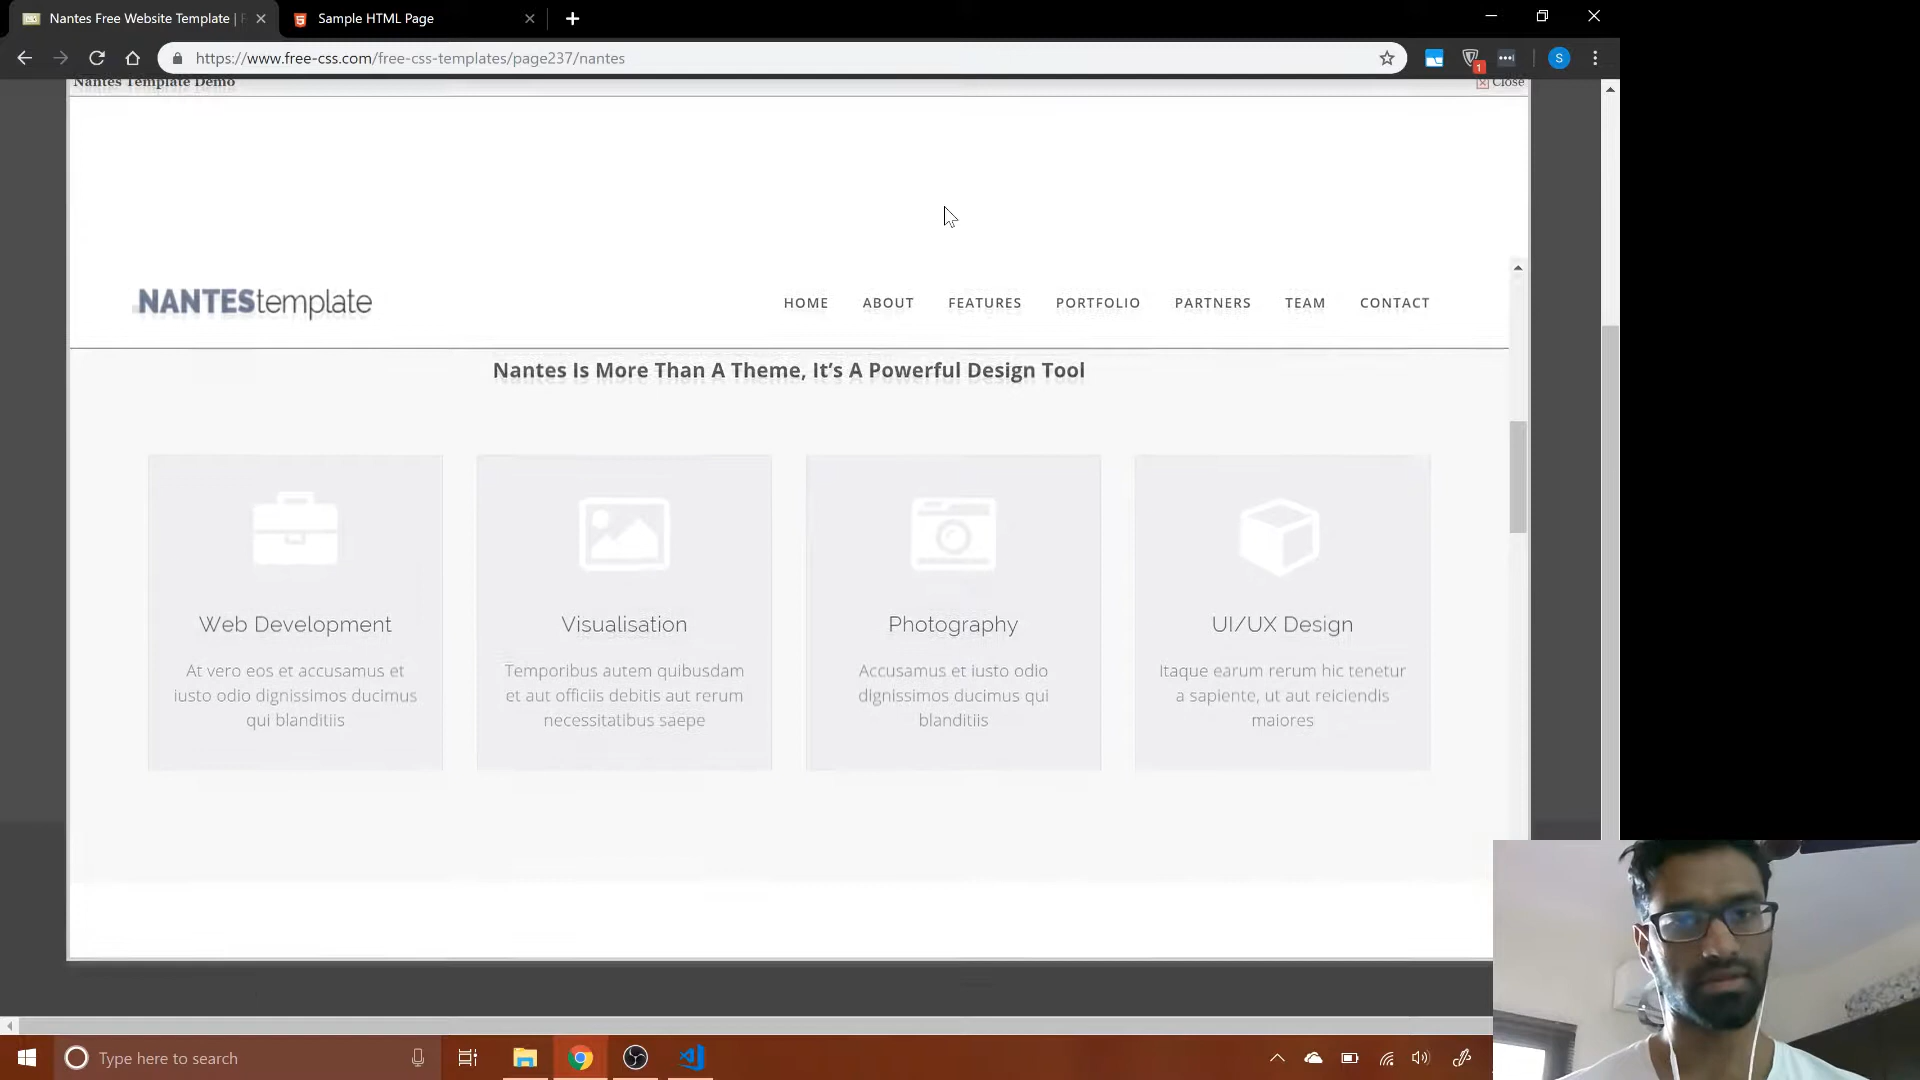 Nantes Free Website Template |
Sample HTML Page
https://www.free-css.com/free-css-templates/page237/nantes
1
S
Nantes Template Demo
Close
NANTEStemplate
HOME ABOUT FEATURES PORTFOLIO PARTNERS TEAM CONTACT
Nantes Is More Than A Theme, It’s A Powerful Design Tool
Web Development
At vero eos et accusamus et
iusto odio dignissimos ducimus
qui blanditiis
Visualisation
Temporibus autem quibusdam
et aut officiis debitis aut rerum
necessitatibus saepe
Photography
Accusamus et iusto odio
dignissimos ducimus qui
blanditiis
UI/UX Design
Itaque earum rerum hic tenetur
a sapiente, ut aut reiciendis
maiores
Type here to search